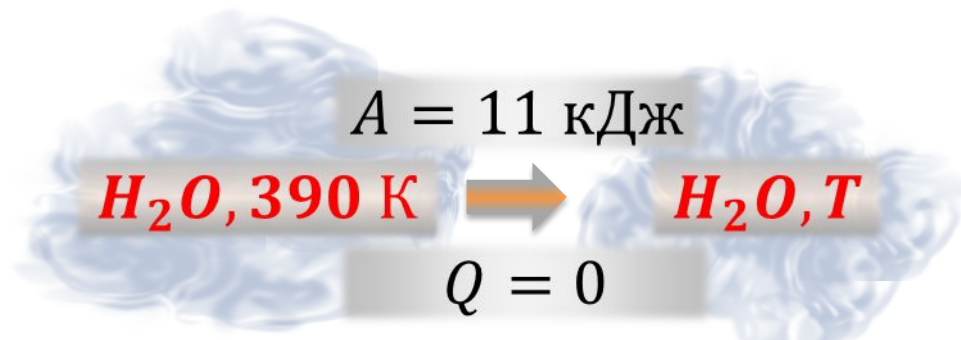 A = 11 кДж
H₂O, 390 К
H₂O, T
Q = 0